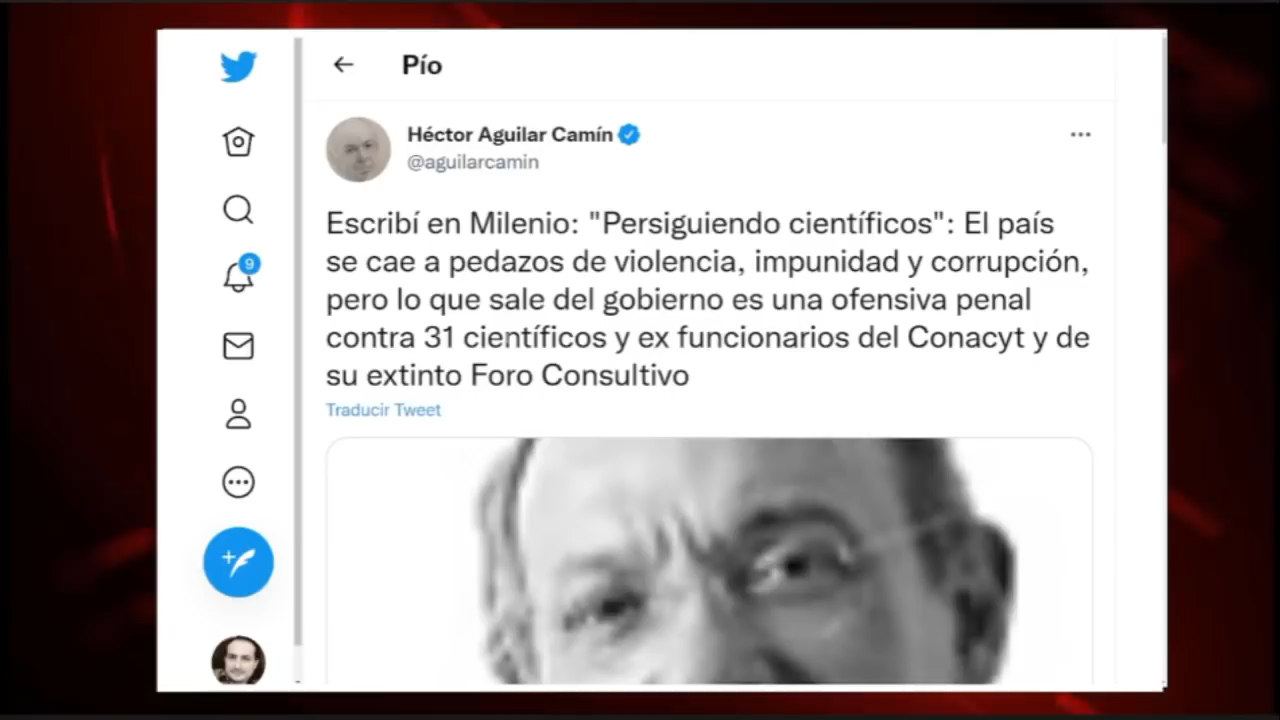 Pío
Héctor Aguilar Camín
@aguilarcamin
Escribí en Milenio: "Persiguiendo científicos": El país
se cae a pedazos de violencia, impunidad y corrupción,
pero lo que sale del gobierno es una ofensiva penal
contra 31 científicos y ex funcionarios del Conacyt y de
su extinto Foro Consultivo
Traducir Tweet
9